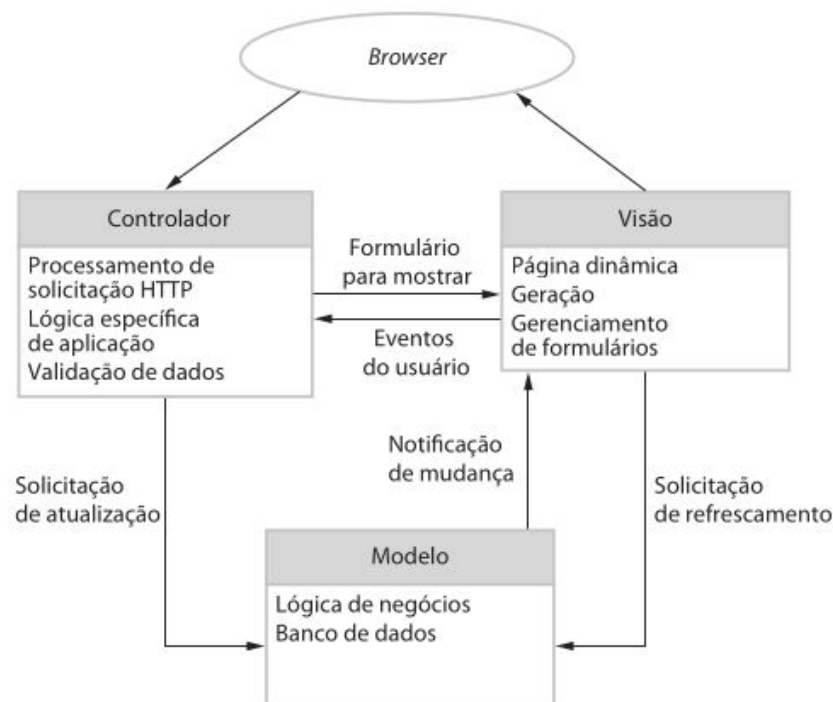 Browser
Controlador
Processamento de
solicitação HTTP
Lógica específica
de aplicação
Validação de dados
Formulário
para mostrar
Eventos
do usuário
Visão
Página dinâmica
Geração
Gerenciamento
de formulários
Solicitação
de atualização
Notificação
de mudança
Solicitação
de refrescamento
Modelo
Lógica de negócios
Banco de dados